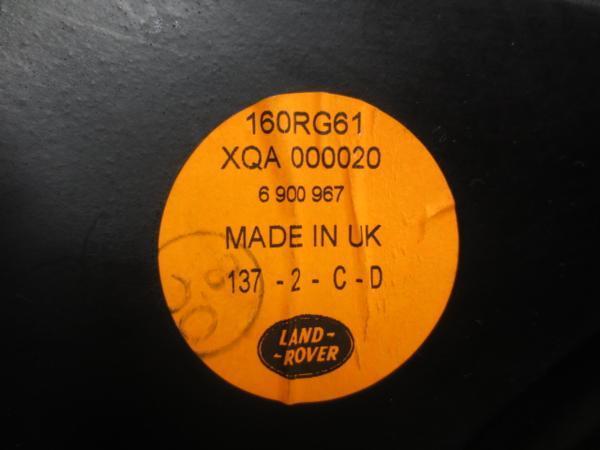 160RG61
XQA 000020
6 900 967
MADE IN UK
137 - 2 - C - D
LAND-
-ROVER